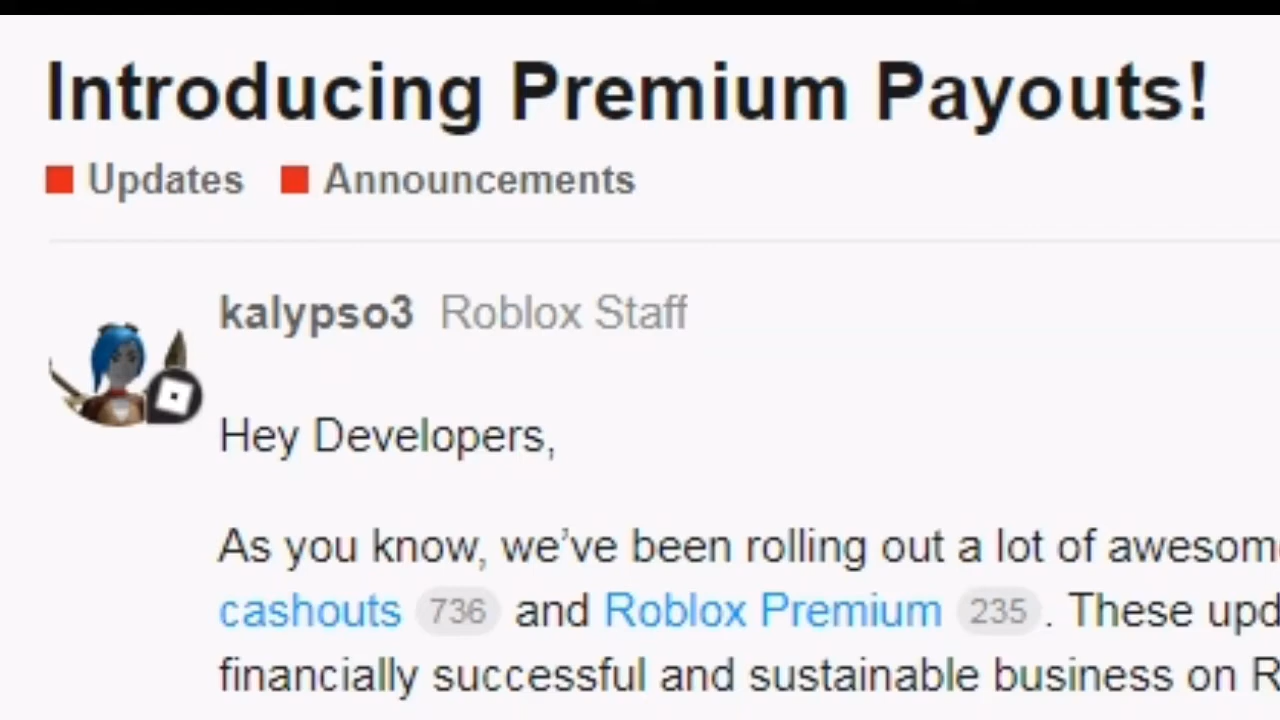 Introducing Premium Payouts!
Updates Announcements
kalypso3 Roblox Staff
Hey Developers,
As you know, we’ve been rolling out a lot of awesom
cashouts 736 and Roblox Premium 235. These upd
financially successful and sustainable business on R